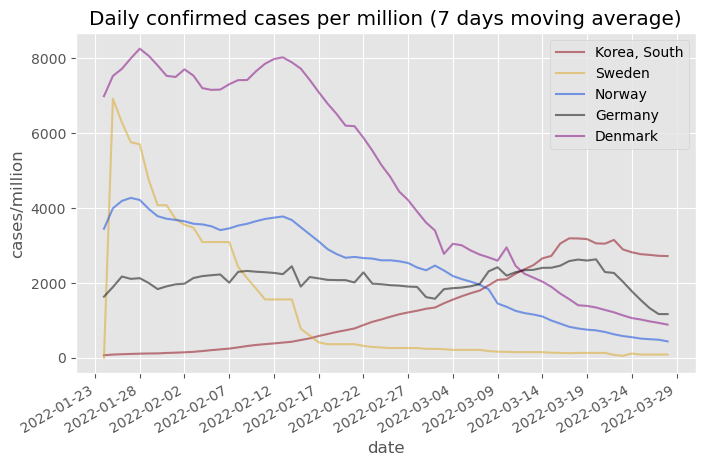 Daily confirmed cases per million (7 days moving average)
Korea, South
Sweden
Norway
Germany
Denmark
8000
6000
4000
2000
0
cases/million
2022-01-23
2022-01-28
2022-02-02
2022-02-07
2022-02-12
2022-02-17
2022-02-22
2022-02-27
2022-03-04
2022-03-09
2022-03-14
2022-03-19
2022-03-24
2022-03-29
date